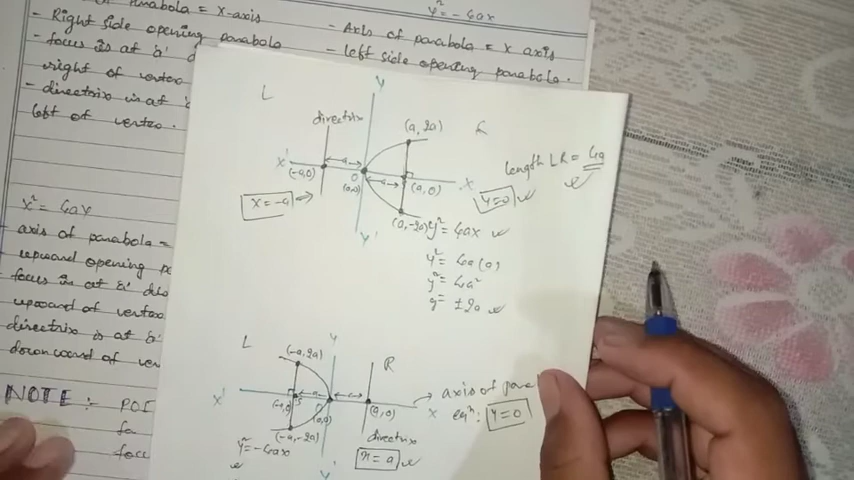 parabola = x-axis
- Right side opening parabola
- focus is at 'a'
right of vertex
- directrix is at
left of vertex.
y² = -4ax
- Axis of parabola = x axis
- left side opening parabola.
x² = 4ay
- axis of parabola =
upward opening
focus is at 'a'
upward of vertex
directrix is at
downward of
NOTE:
L
directrix
Y
(a, 2a)
X'
(-a,0)
a
O
(0,0)
a
(a,0)
X
x = -a
y=0
Length LR = 4a
(a,-2a)
Y'
y² = 4ax
y² = 4a(a)
y² = 4a²
y = ±2a
L
(-a, 2a)
Y
R
X'
(-a,0)
S
a
(0,0)
(a,0)
X
axis of
eqⁿ: y=0
(-a,-2a)
directrix
y² = -4ax
x = a
Y'